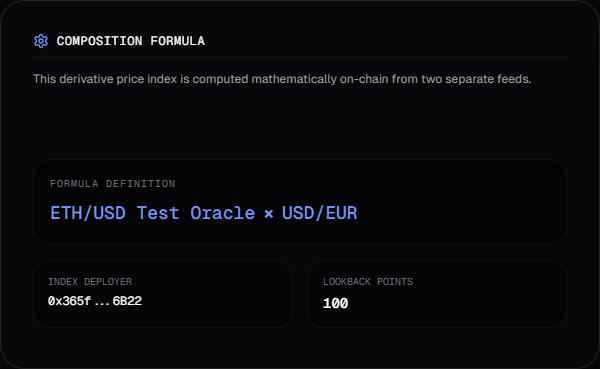 COMPOSITION FORMULA
This derivative price index is computed mathematically on-chain from two separate feeds.
FORMULA DEFINITION
ETH/USD Test Oracle × USD/EUR
INDEX DEPLOYER
0x365f...6B22
LOOKBACK POINTS
100